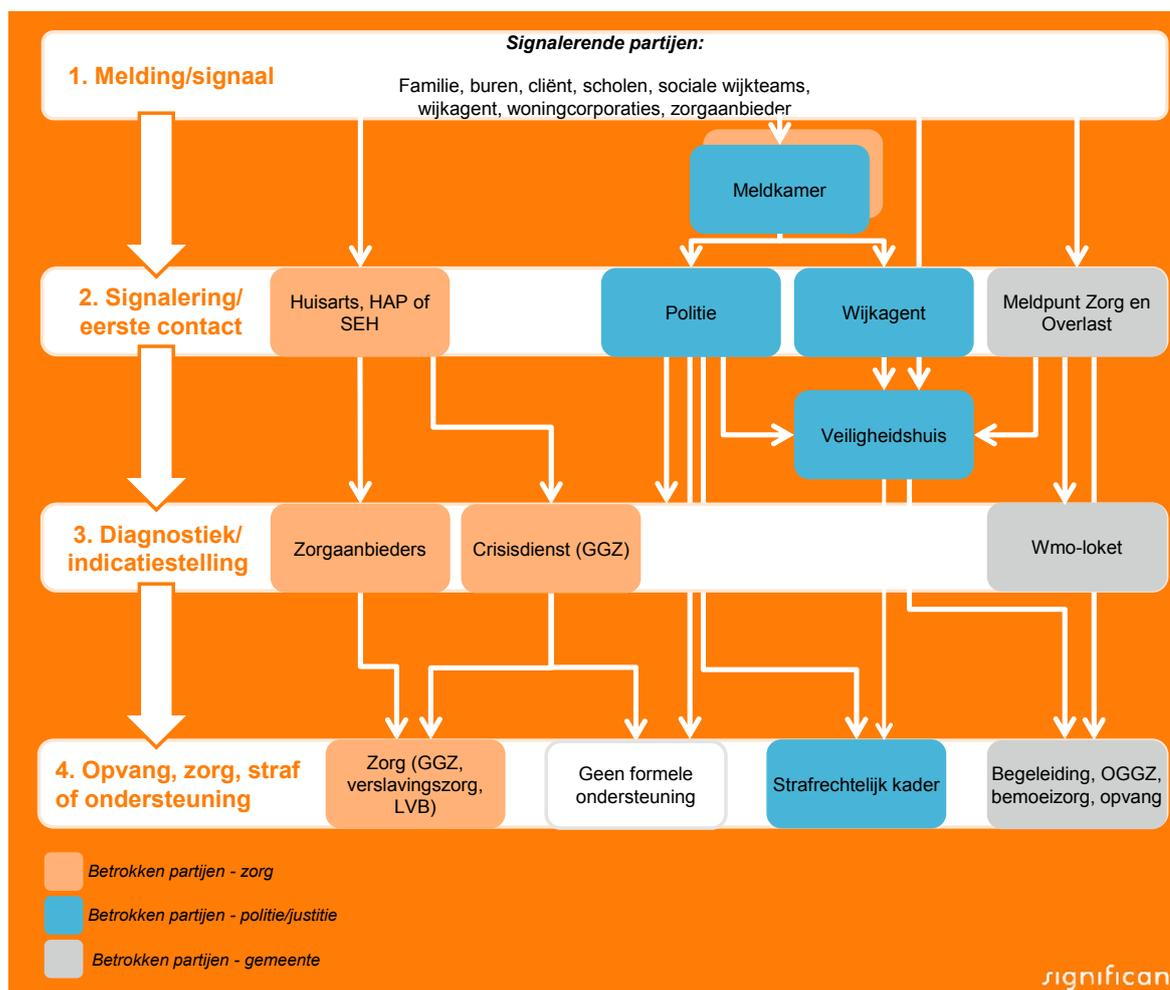 Signalerende partijen:
1. Melding/signaal
Familie, buren, cliënt, scholen, sociale wijkteams,
wijkagent, woningcorporaties, zorgaanbieder
Meldkamer
2. Signalering/
eerste contact
Huisarts, HAP of
SEH
Politie
Wijkagent
Meldpunt Zorg en
Overlast
Veiligheidshuis
3. Diagnostiek/
indicatiestelling
Zorgaanbieders
Crisisdienst (GGZ)
Wmo-loket
4. Opvang, zorg, straf
of ondersteuning
Zorg (GGZ,
verslavingszorg,
LVB)
Geen formele
ondersteuning
Strafrechtelijk kader
Begeleiding, OGGZ,
bemoeizorg, opvang
Betrokken partijen - zorg
Betrokken partijen - politie/justitie
Betrokken partijen - gemeente
significan